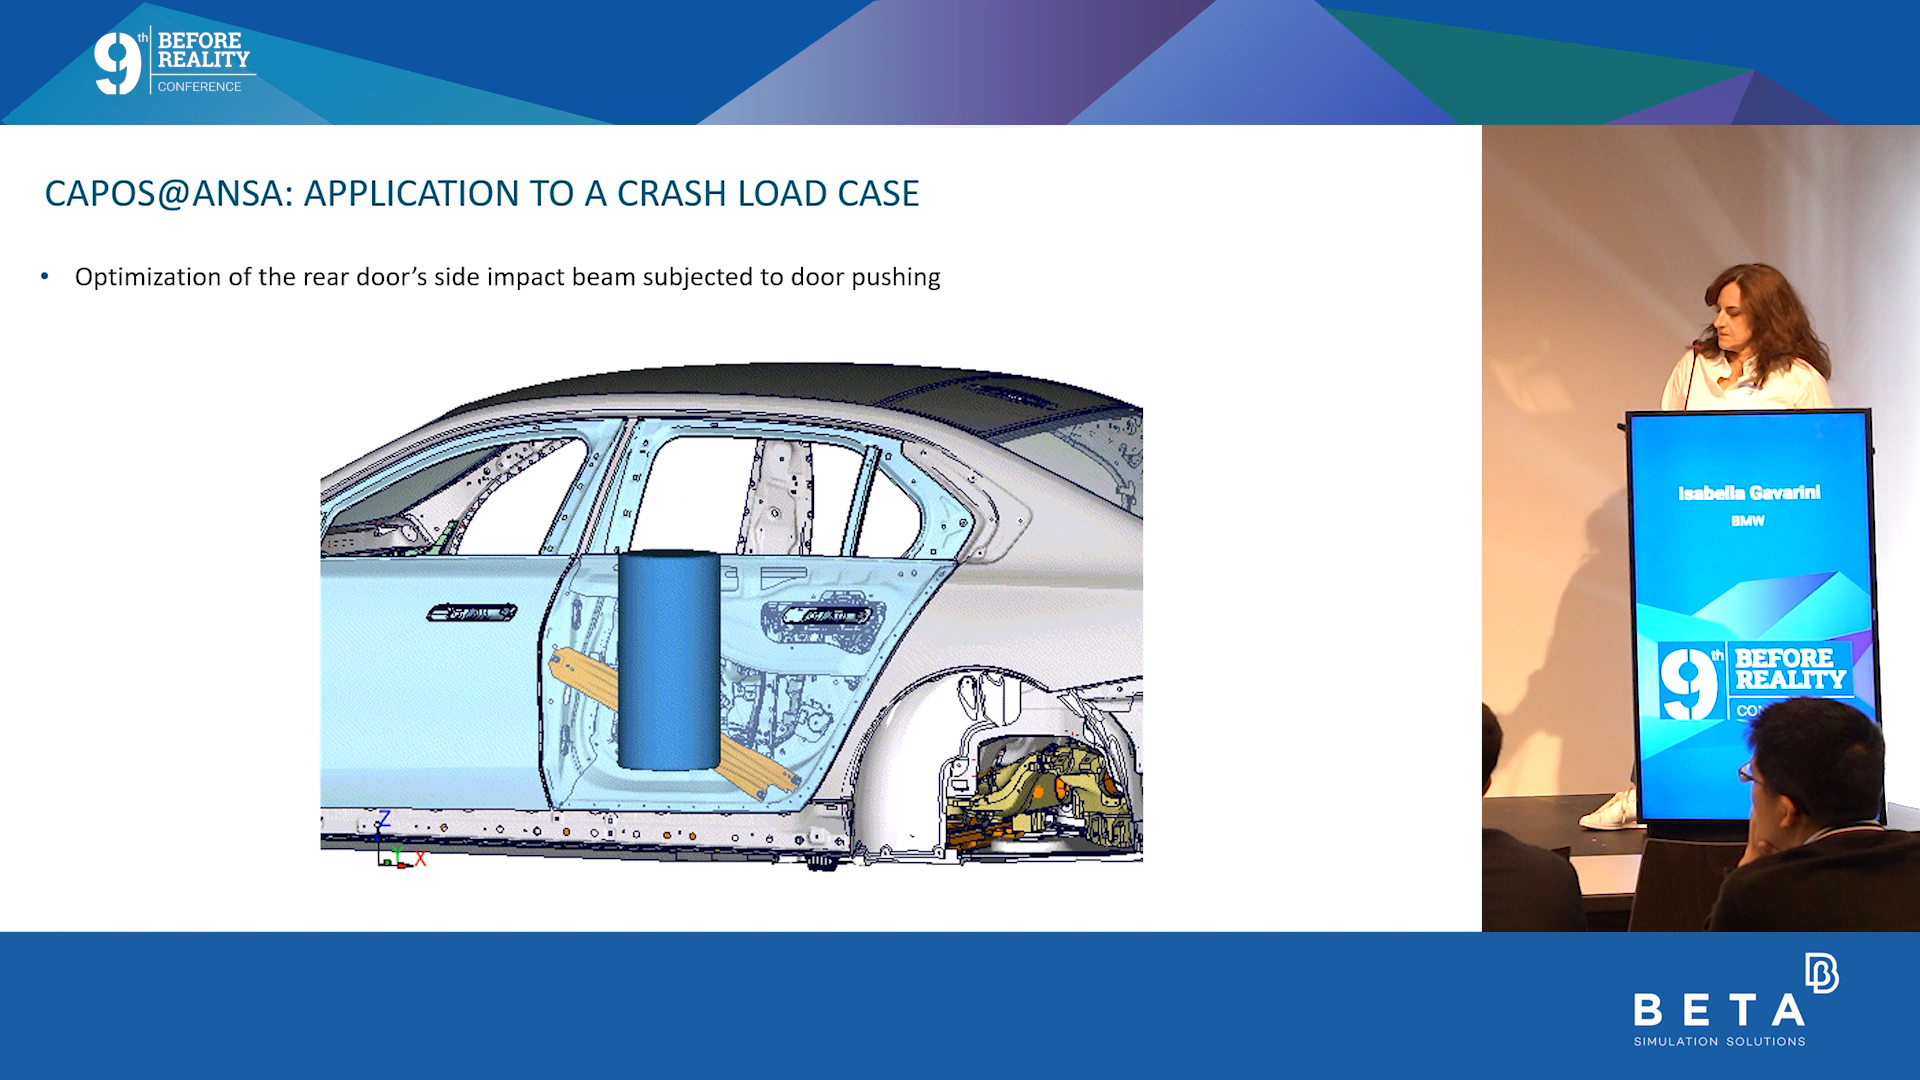 9th BEFORE
REALITY
CONFERENCE
CAPOS@ANSA: APPLICATION TO A CRASH LOAD CASE
• Optimization of the rear door’s side impact beam subjected to door pushing
Z
Y
X
Isabella Gavarini
BMW
9th BEFORE
REALITY
CO
BETA
SIMULATION SOLUTIONS